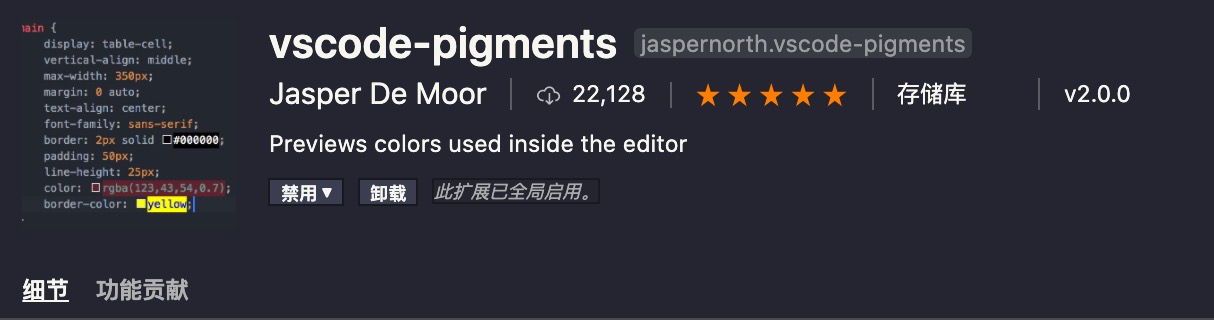 main {
display: table-cell;
vertical-align: middle;
max-width: 350px;
margin: 0 auto;
text-align: center;
font-family: sans-serif;
border: 2px solid #000000;
padding: 50px;
line-height: 25px;
color: rgba(123,43,54,0.7);
border-color: yellow;
vscode-pigments jaspernorth.vscode-pigments
Jasper De Moor 22,128 存储库 v2.0.0
Previews colors used inside the editor
禁用 卸载 此扩展已全局启用。
细节 功能贡献